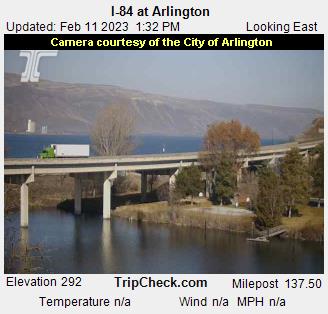 I-84 at Arlington
Updated: Feb 11 2023 1:32 PM Looking East
Camera courtesy of the City of Arlington
Elevation 292 TripCheck.com Milepost 137.50
Temperature n/a Wind n/a MPH n/a